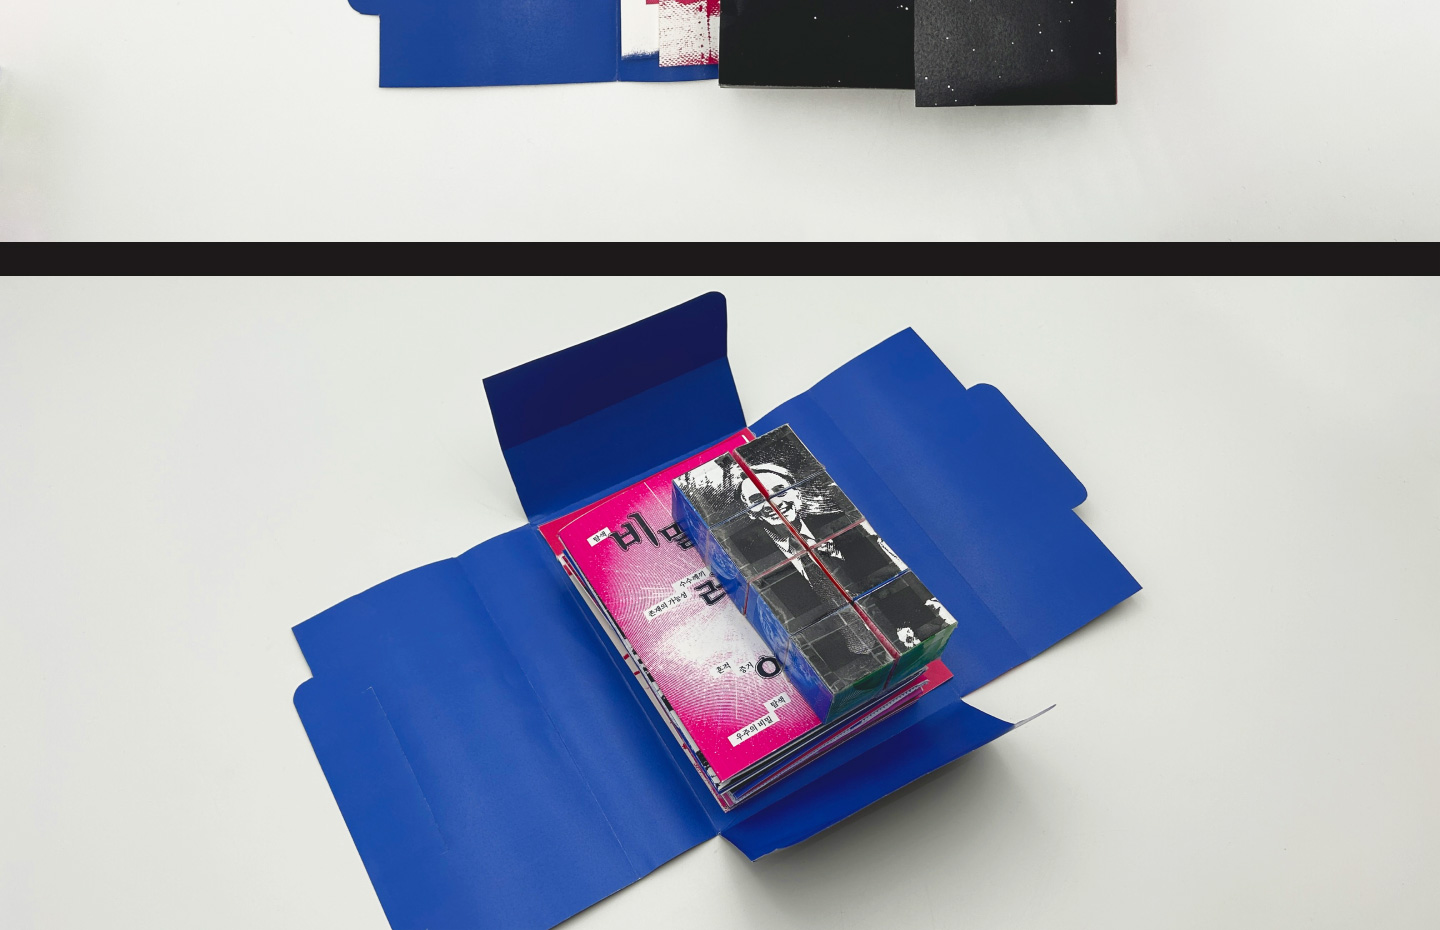 탐색
비밀
수수께끼
존재의 가능성
흔적
증거
탐색
우주의 비밀